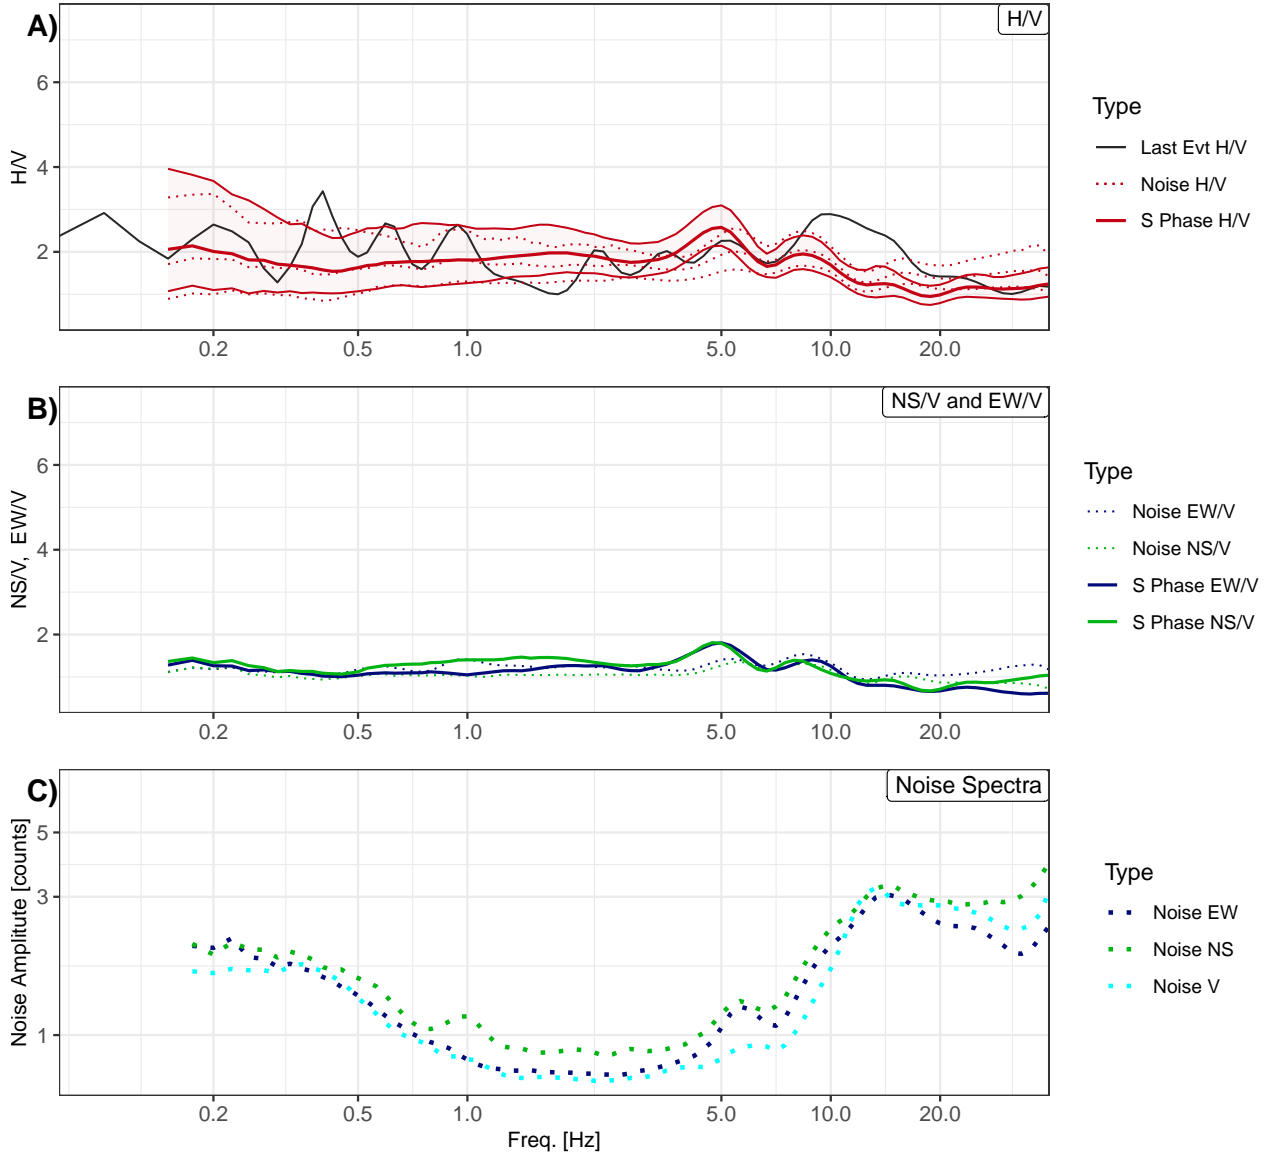 A)
H/V
6
4
2
H/V
0.2 0.5 1.0 5.0 10.0 20.0
Type
Last Evt H/V
Noise H/V
S Phase H/V
B)
NS/V and EW/V
6
4
2
NS/V, EW/V
0.2 0.5 1.0 5.0 10.0 20.0
Type
Noise EW/V
Noise NS/V
S Phase EW/V
S Phase NS/V
C)
Noise Spectra
5
3
1
Noise Amplitute [counts]
0.2 0.5 1.0 5.0 10.0 20.0
Freq. [Hz]
Type
Noise EW
Noise NS
Noise V